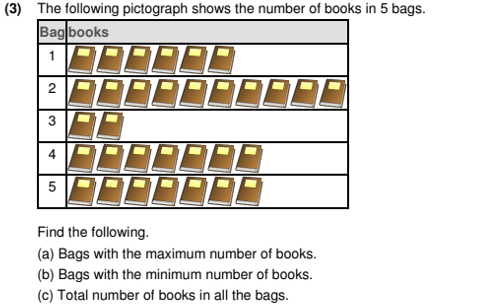 (3) The following pictograph shows the number of books in 5 bags.
Bag books
1
2
3
4
5
Find the following.
(a) Bags with the maximum number of books.
(b) Bags with the minimum number of books.
(c) Total number of books in all the bags.